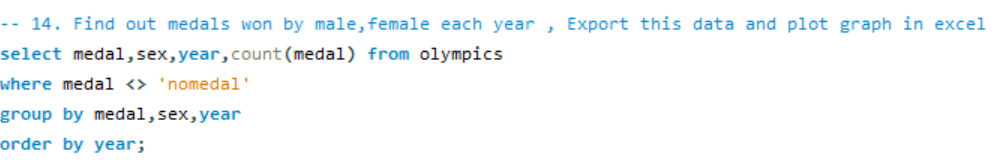 -- 14. Find out medals won by male,female each year , Export this data and plot graph in excel
select medal,sex,year,count(medal) from olympics
where medal <> 'nomedal'
group by medal,sex,year
order by year;